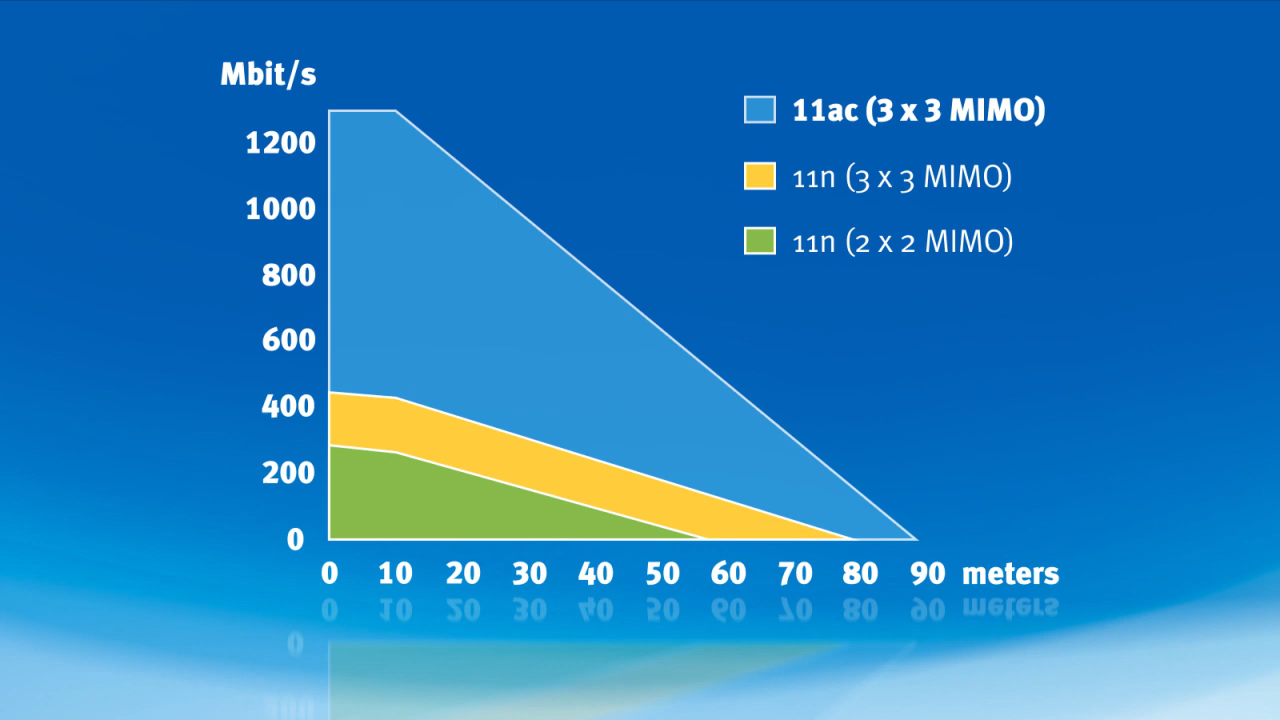 Mbit/s
1200
1000
800
600
400
200
0
0 10 20 30 40 50 60 70 80 90 meters
11ac (3 x 3 MIMO)
11n (3 x 3 MIMO)
11n (2 x 2 MIMO)